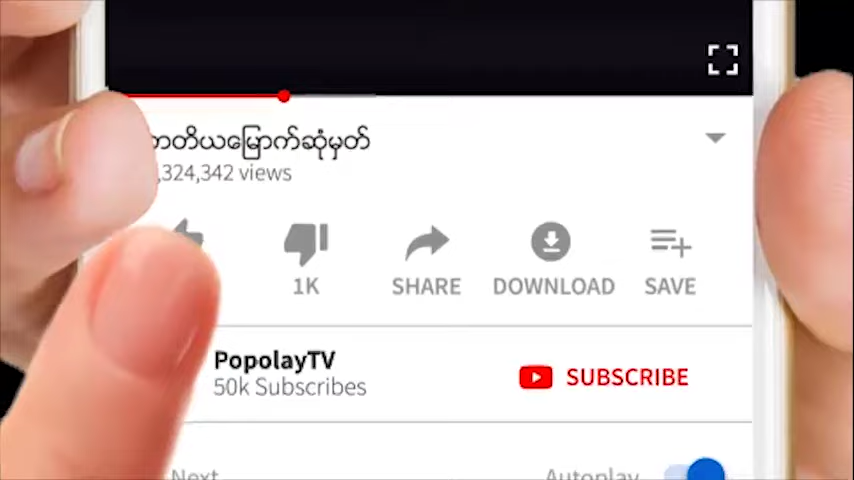 တတိယမြောက်ဆုံမှတ်
,324,342 views
1K
SHARE
DOWNLOAD
SAVE
PopolayTV
50k Subscribes
SUBSCRIBE
Next
Autoplay